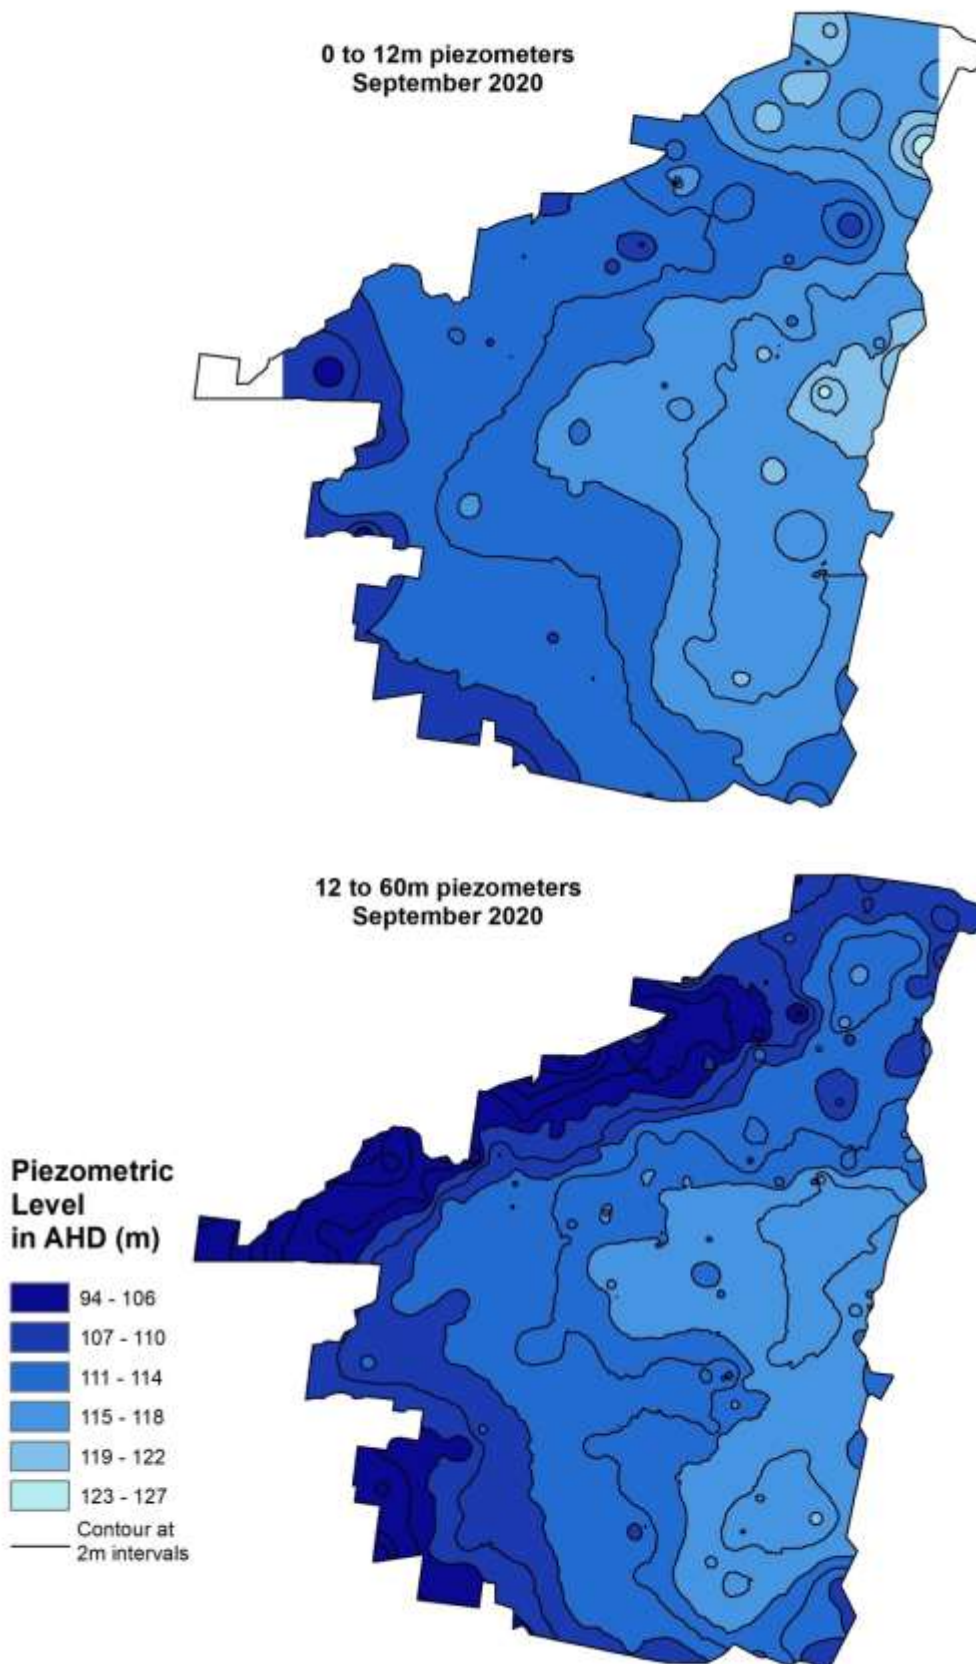 0 to 12m piezometers
September 2020
12 to 60m piezometers
September 2020
Piezometric
Level
in AHD (m)
94 - 106
107 - 110
111 - 114
115 - 118
119 - 122
123 - 127
Contour at
2m intervals